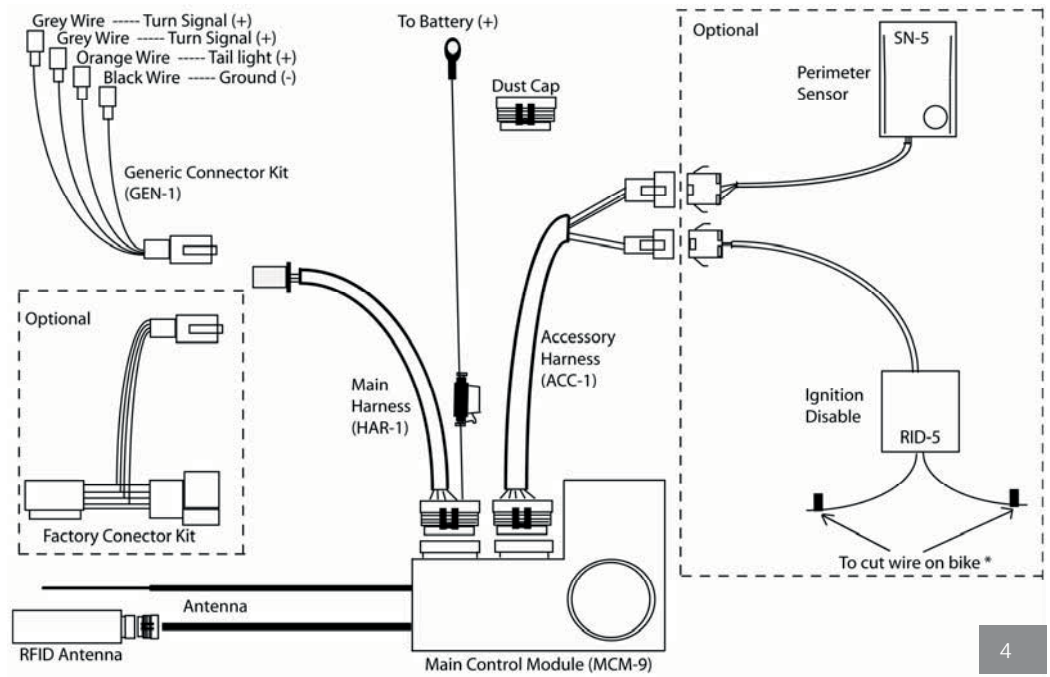 Grey Wire ----- Turn Signal (+)
Grey Wire ----- Turn Signal (+)
Orange Wire ----- Tail light (+)
Black Wire ----- Ground (-)
Generic Connector Kit
(GEN-1)
To Battery (+)
Dust Cap
Optional
SN-5
Perimeter
Sensor
Optional
Factory Conector Kit
Main
Harness
(HAR-1)
Accessory
Harness
(ACC-1)
Ignition
Disable
RID-5
To cut wire on bike *
Antenna
RFID Antenna
Main Control Module (MCM-9)
4